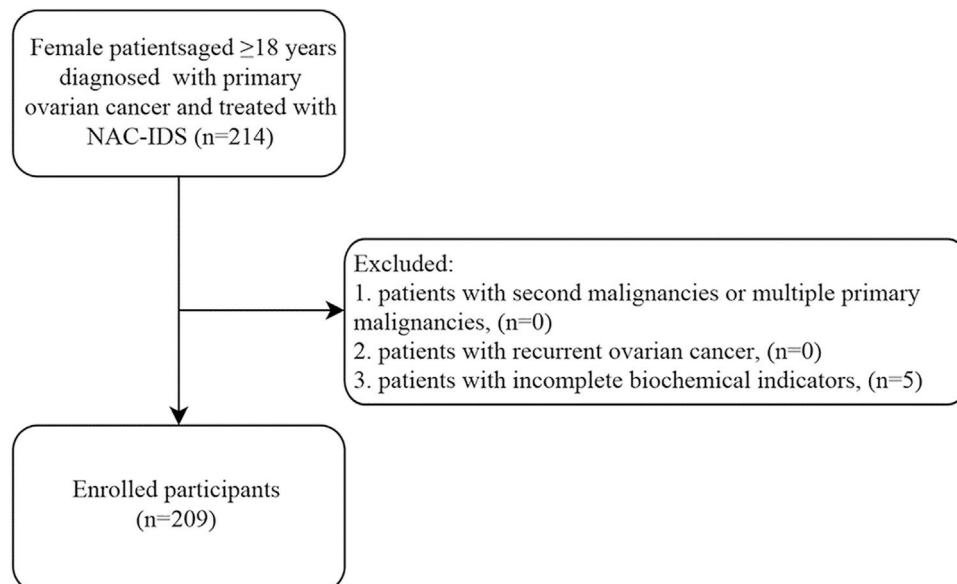 Female patientsaged ≥18 years
diagnosed with primary
ovarian cancer and treated with
NAC-IDS (n=214)
Excluded:
1. patients with second malignancies or multiple primary
malignancies, (n=0)
2. patients with recurrent ovarian cancer, (n=0)
3. patients with incomplete biochemical indicators, (n=5)
Enrolled participants
(n=209)